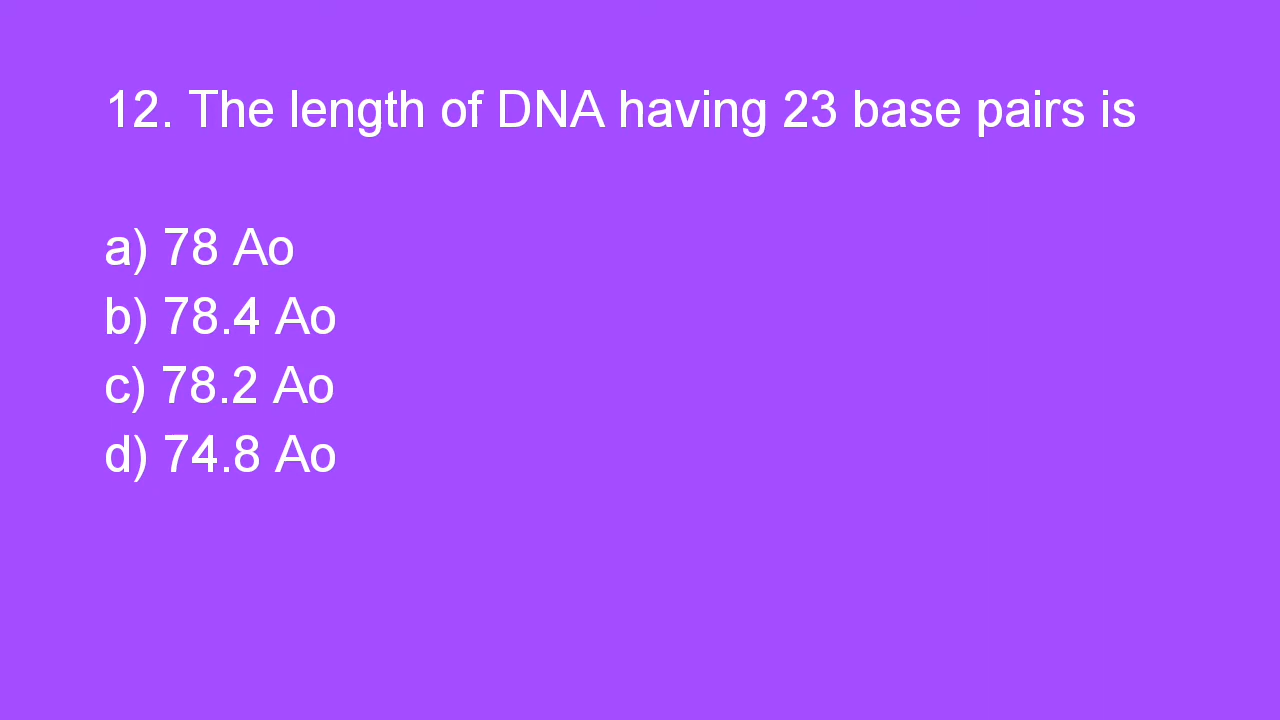 12. The length of DNA having 23 base pairs is
a) 78 Ao
b) 78.4 Ao
c) 78.2 Ao
d) 74.8 Ao